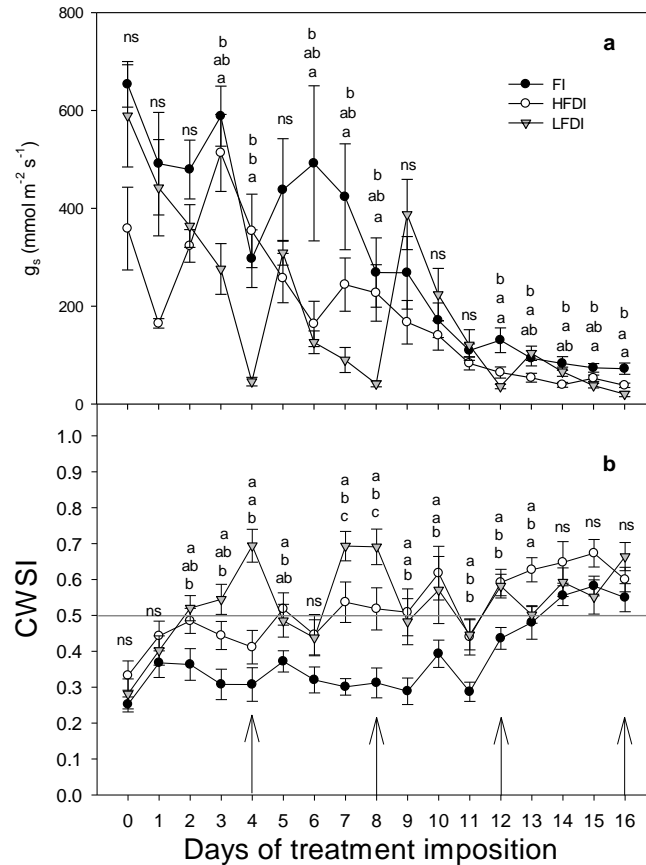 800
600
400
200
0
g_s (mmol m⁻² s⁻¹)
a
FI
HFDI
LFDI
ns
ns
ns
b
ab
a
b
b
a
ns
b
ab
a
b
ab
a
b
ab
a
ns
ns
ns
b
a
a
b
a
ab
b
a
ab
b
ab
a
b
a
a
1.0
0.9
0.8
0.7
0.6
0.5
0.4
0.3
0.2
0.1
0.0
CWSI
b
ns
ns
a
ab
b
a
ab
b
a
a
b
a
b
ab
ns
a
b
c
a
b
c
a
a
b
a
a
b
a
b
b
a
b
b
a
b
a
ns
ns
ns
0 1 2 3 4 5 6 7 8 9 10 11 12 13 14 15 16
Days of treatment imposition